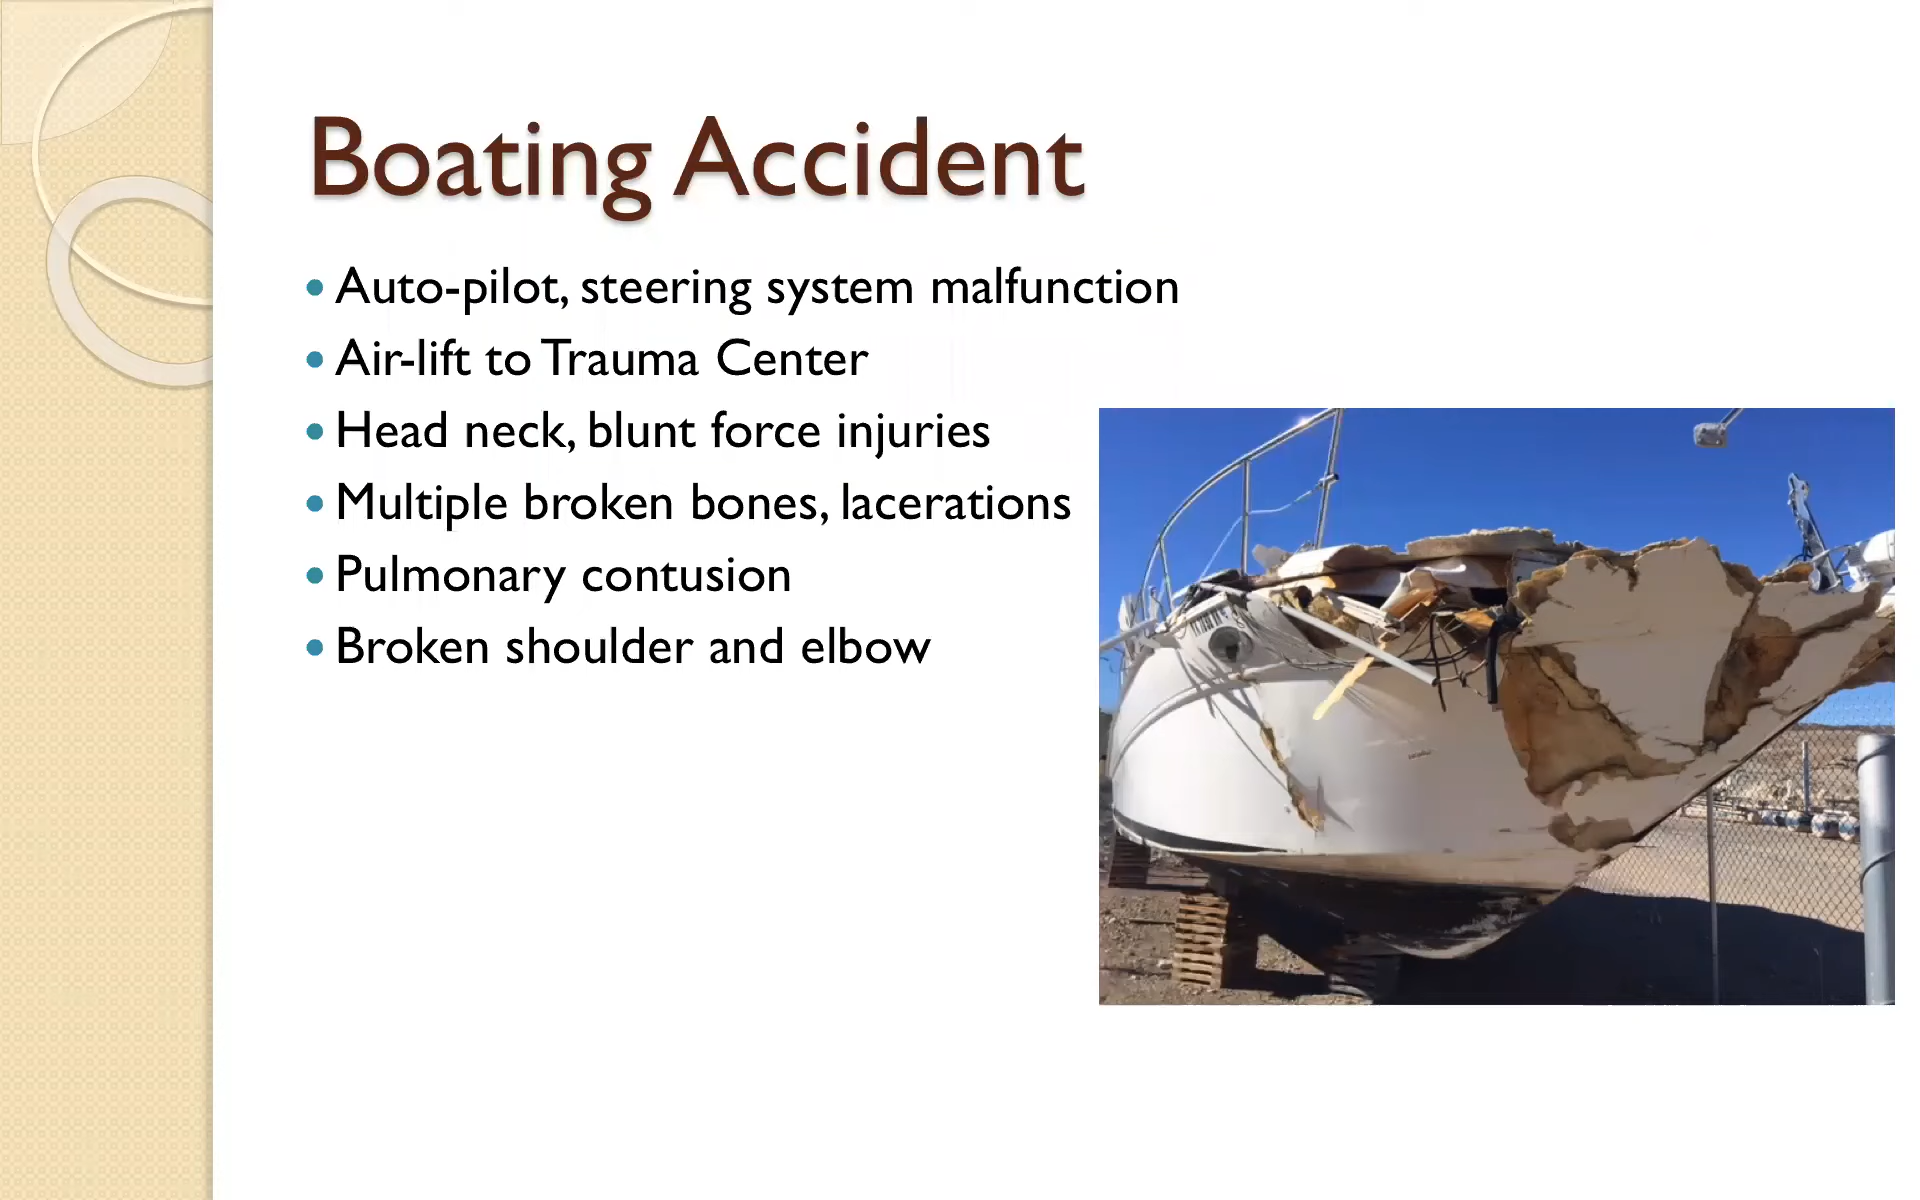 Boating Accident
• Auto-pilot, steering system malfunction
• Air-lift to Trauma Center
• Head neck, blunt force injuries
• Multiple broken bones, lacerations
• Pulmonary contusion
• Broken shoulder and elbow